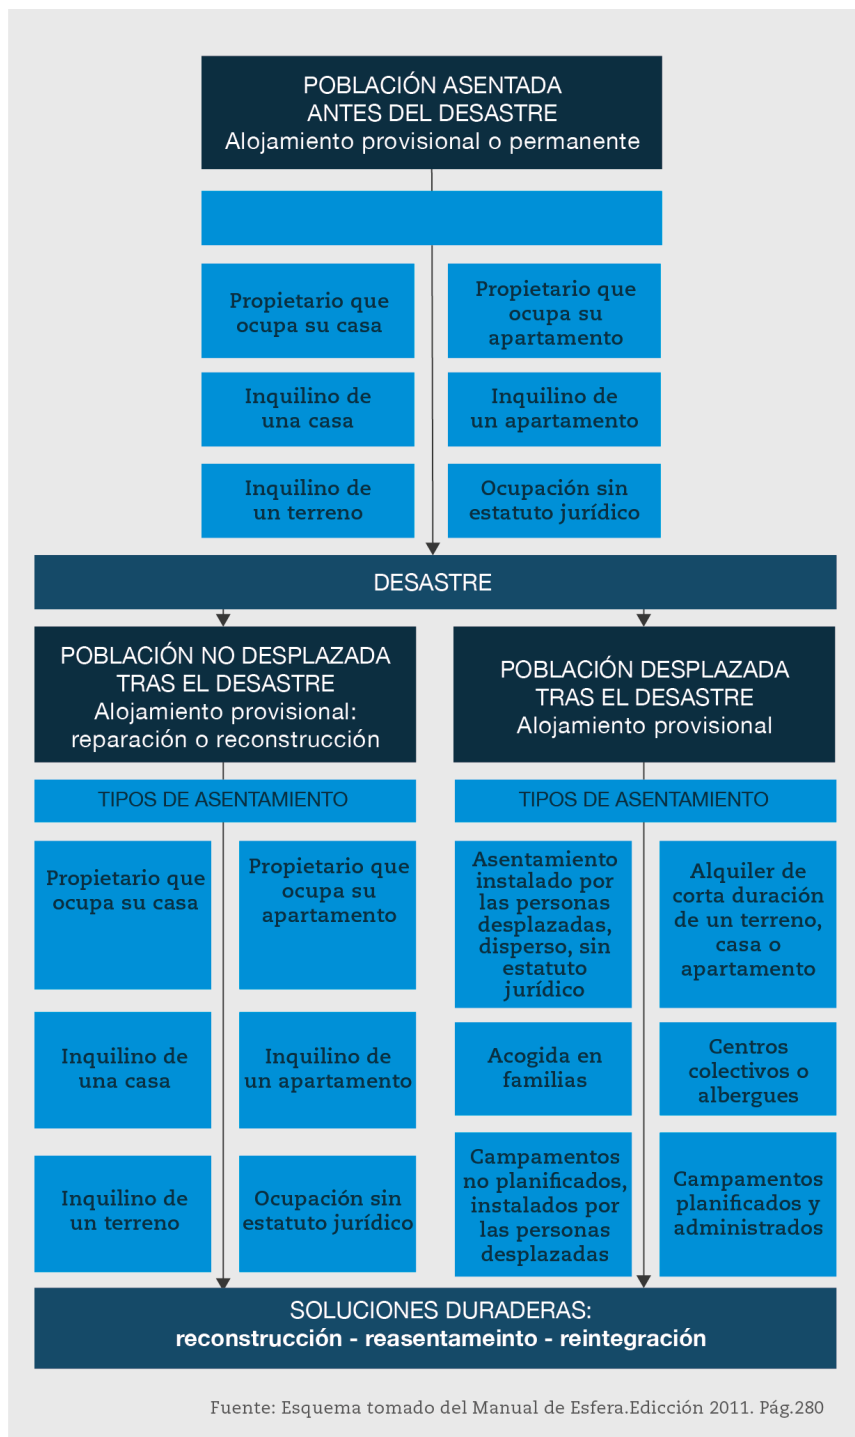 POBLACIÓN ASENTADA
ANTES DEL DESASTRE
Alojamiento provisional o permanente
Propietario que
ocupa su casa
Propietario que
ocupa su
apartamento
Inquilino de
una casa
Inquilino de
un apartamento
Inquilino de
un terreno
Ocupación sin
estatuto jurídico
DESASTRE
POBLACIÓN NO DESPLAZADA
TRAS EL DESASTRE
Alojamiento provisional:
reparación o reconstrucción
POBLACIÓN DESPLAZADA
TRAS EL DESASTRE
Alojamiento provisional
TIPOS DE ASENTAMIENTO
TIPOS DE ASENTAMIENTO
Propietario que
ocupa su casa
Propietario que
ocupa su
apartamento
Inquilino de
una casa
Inquilino de
un apartamento
Inquilino de
un terreno
Ocupación sin
estatuto jurídico
Asentamiento
instalado por
las personas
desplazadas,
disperso, sin
estatuto
jurídico
Alquiler de
corta duración
de un terreno,
casa o
apartamento
Acogida en
familias
Centros
colectivos o
albergues
Campamentos
no planificados,
instalados por
las personas
desplazadas
Campamentos
planificados y
administrados
SOLUCIONES DURADERAS:
reconstrucción - reasentameinto - reintegración
Fuente: Esquema tomado del Manual de Esfera.Edicción 2011. Pág.280